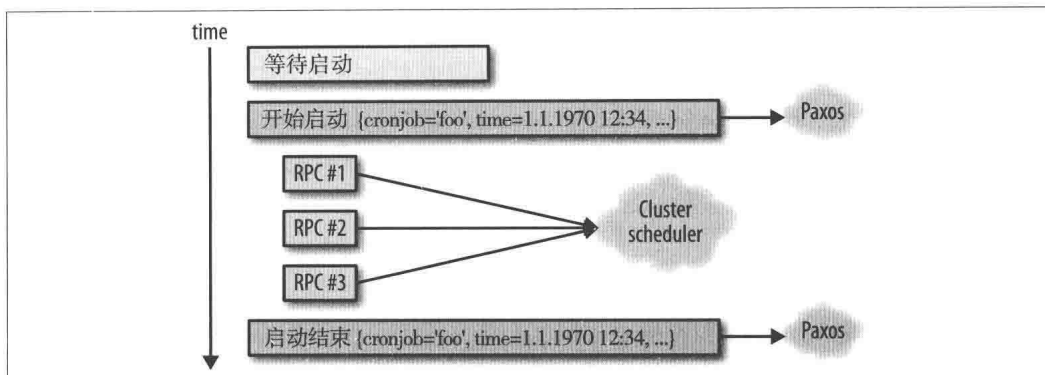 time
等待启动
开始启动 {cronjob='foo', time=1.1.1970 12:34, ...}
Paxos
RPC #1
RPC #2
RPC #3
Cluster
scheduler
启动结束 {cronjob='foo', time=1.1.1970 12:34, ...}
Paxos